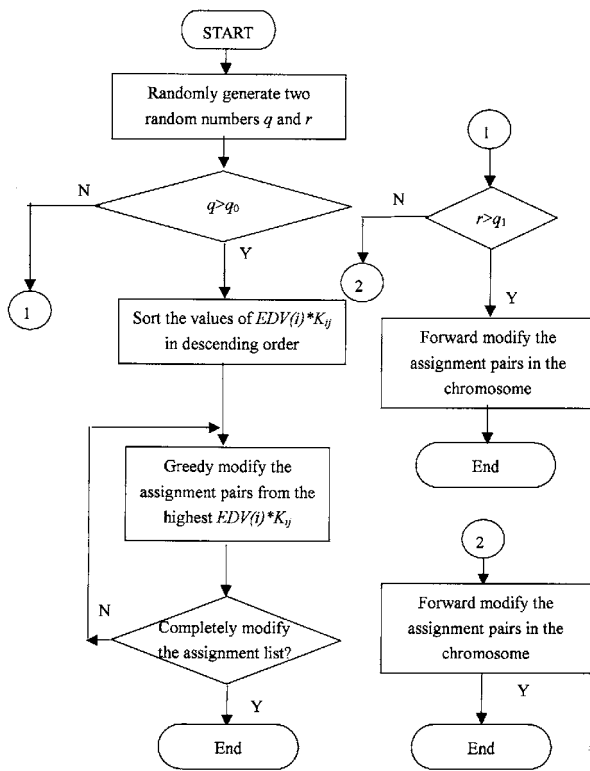 START
Randomly generate two
random numbers q and r
N
q>q0
Y
1
Sort the values of EDV(i)*Kij
in descending order
Greedy modify the
assignment pairs from the
highest EDV(i)*Kij
N
Completely modify
the assignment list?
Y
End
1
N
r>q1
2
Y
Forward modify the
assignment pairs in the
chromosome
End
2
Forward modify the
assignment pairs in the
chromosome
Y
End